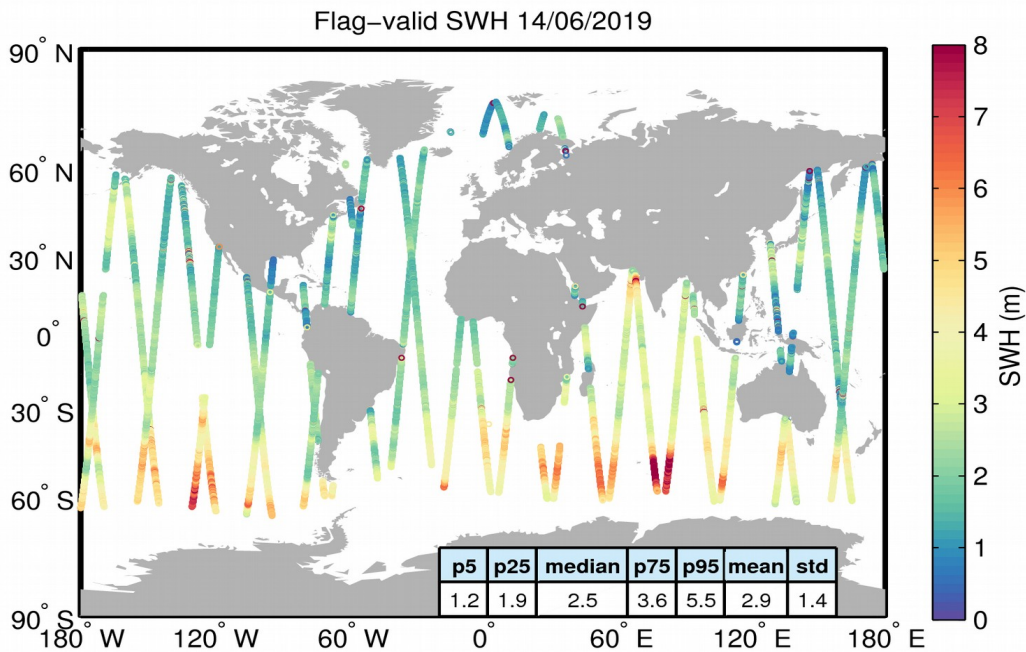 Flag−valid SWH 14/06/2019
90° N
60° N
30° N
0°
30° S
60° S
90° S
180° W
120° W
60° W
0°
60° E
120° E
180° E
p5 p25 median p75 p95 mean std
1.2 1.9 2.5 3.6 5.5 2.9 1.4
8
7
6
5
4
3
2
1
0
SWH (m)